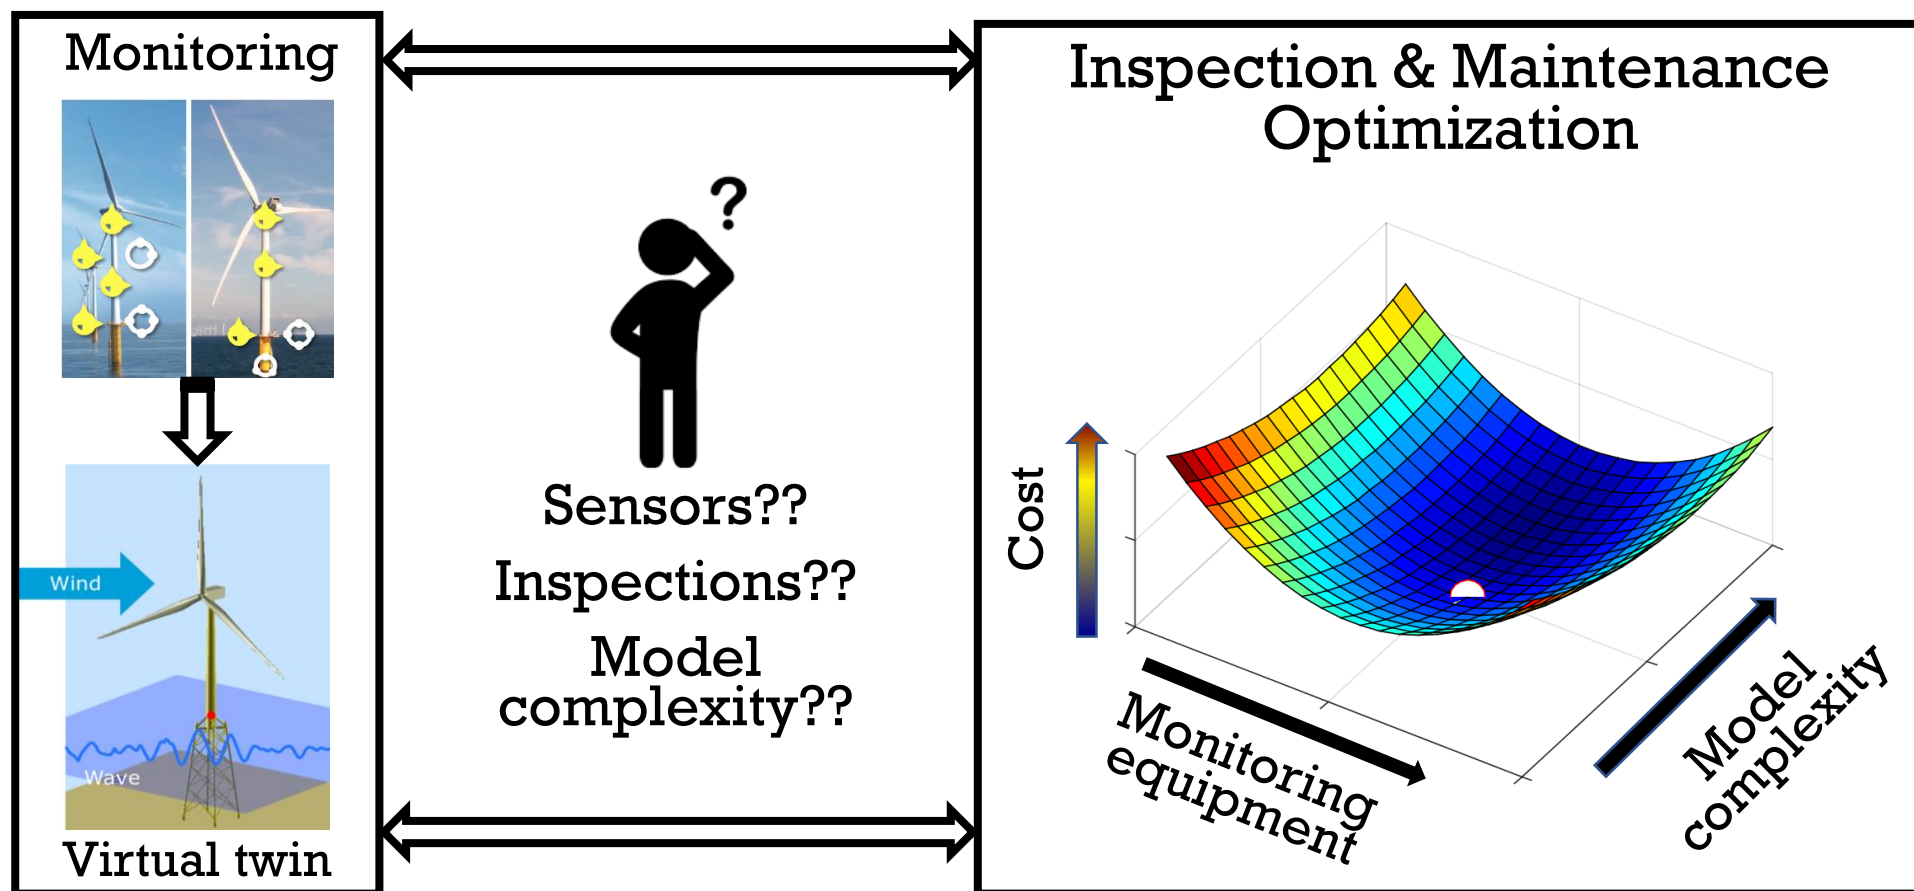 Monitoring
Wind
Wave
Virtual twin
?
Sensors??
Inspections??
Model
complexity??
Inspection & Maintenance
Optimization
Cost
Monitoring
equipment
Model
complexity